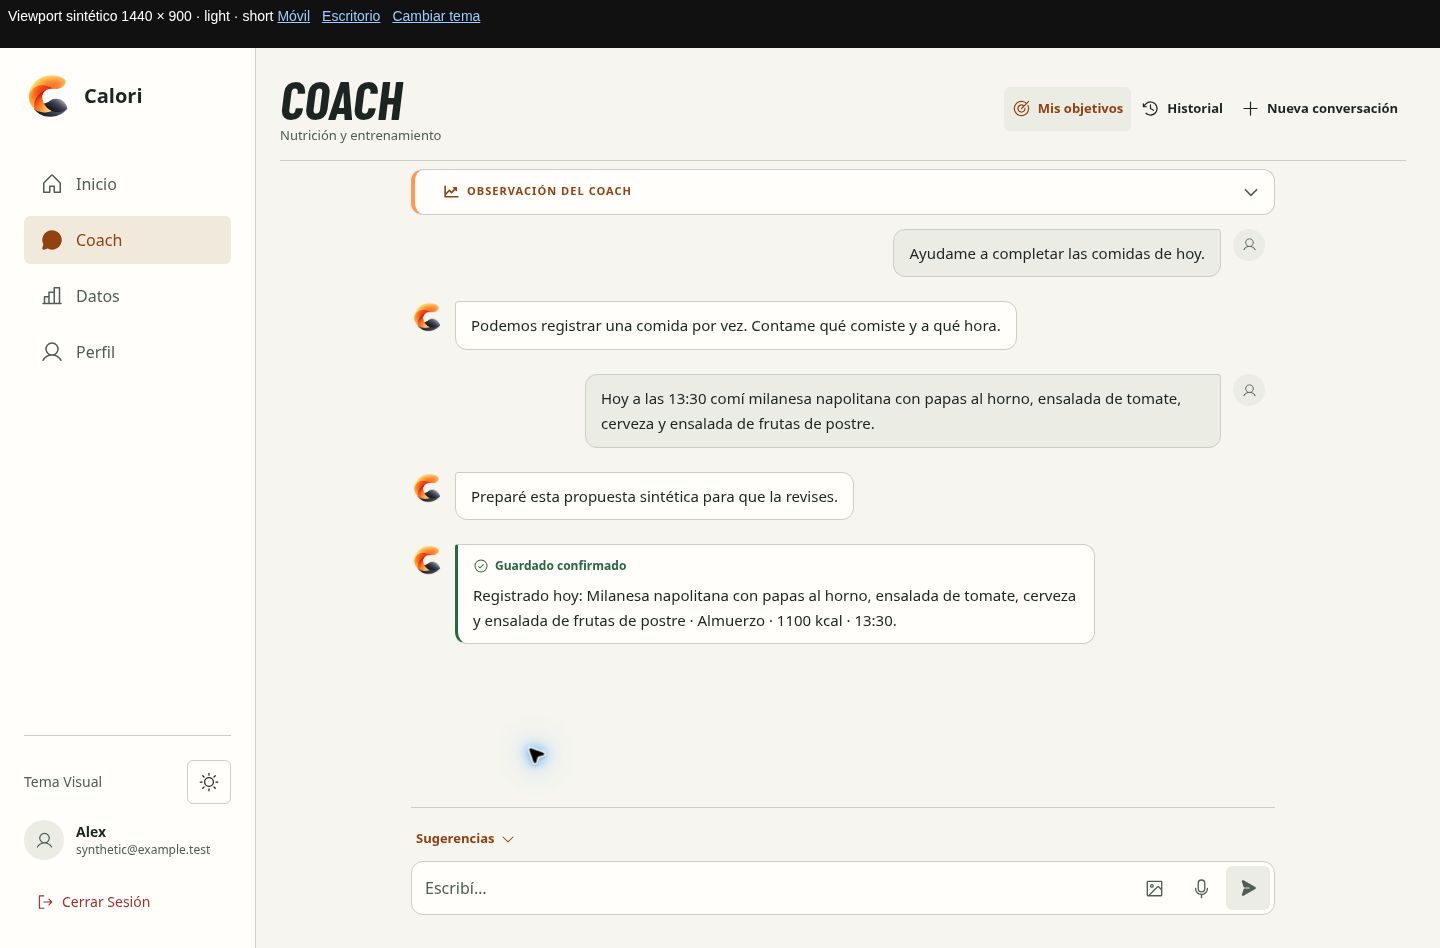 Viewport sintético 1440 × 900 · light · short Móvil Escritorio Cambiar tema
Calori
Inicio
Coach
Datos
Perfil
Tema Visual
Alex
synthetic@example.test
Cerrar Sesión
COACH
Nutrición y entrenamiento
Mis objetivos
Historial
Nueva conversación
OBSERVACIÓN DEL COACH
Ayudame a completar las comidas de hoy.
Podemos registrar una comida por vez. Contame qué comiste y a qué hora.
Hoy a las 13:30 comí milanesa napolitana con papas al horno, ensalada de tomate,
cerveza y ensalada de frutas de postre.
Preparé esta propuesta sintética para que la revises.
Guardado confirmado
Registrado hoy: Milanesa napolitana con papas al horno, ensalada de tomate, cerveza
y ensalada de frutas de postre · Almuerzo · 1100 kcal · 13:30.
Sugerencias
Escribí...